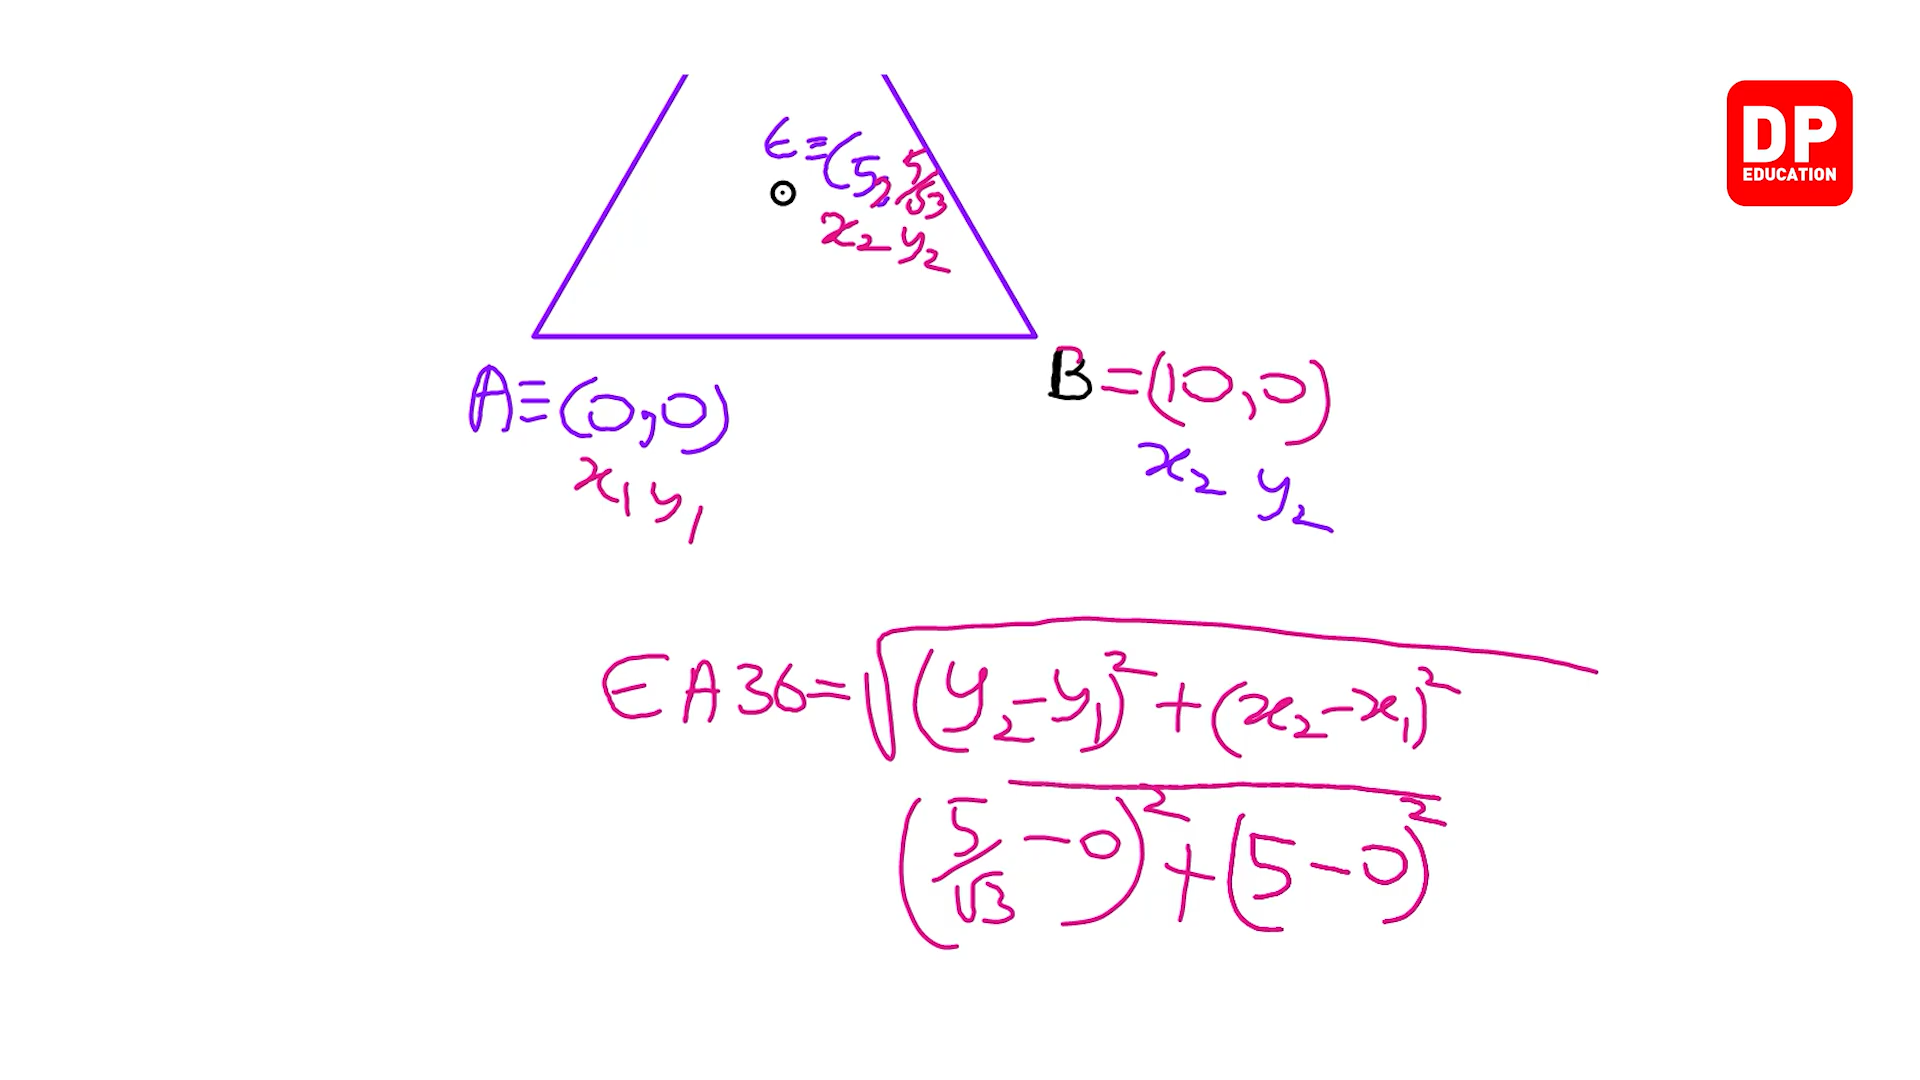 DP
EDUCATION
E≡(5, 5/√3
x₂ y₂
A≡(0,0)
x₁ y₁
B=(10,0)
x₂ y₂
EA36=√(y₂-y₁)²+(x₂-x₁)²
(5/√3-0)²+(5-0)²